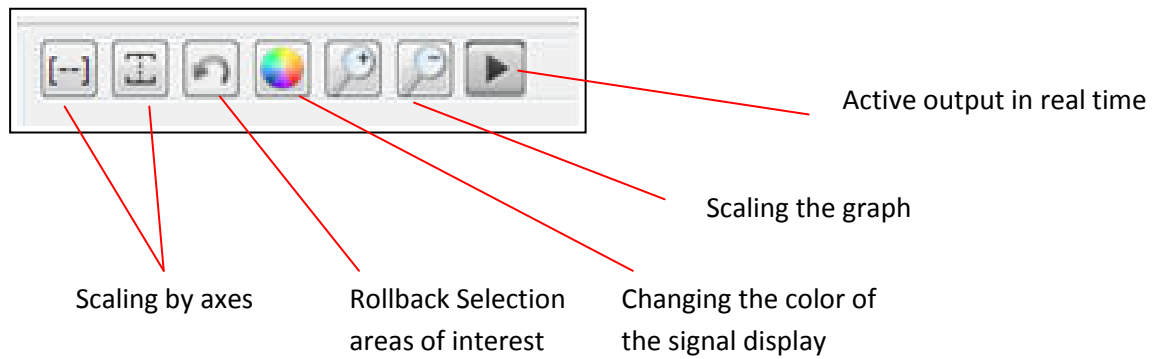 Active output in real time
Scaling the graph
Scaling by axes
Rollback Selection
areas of interest
Changing the color of
the signal display